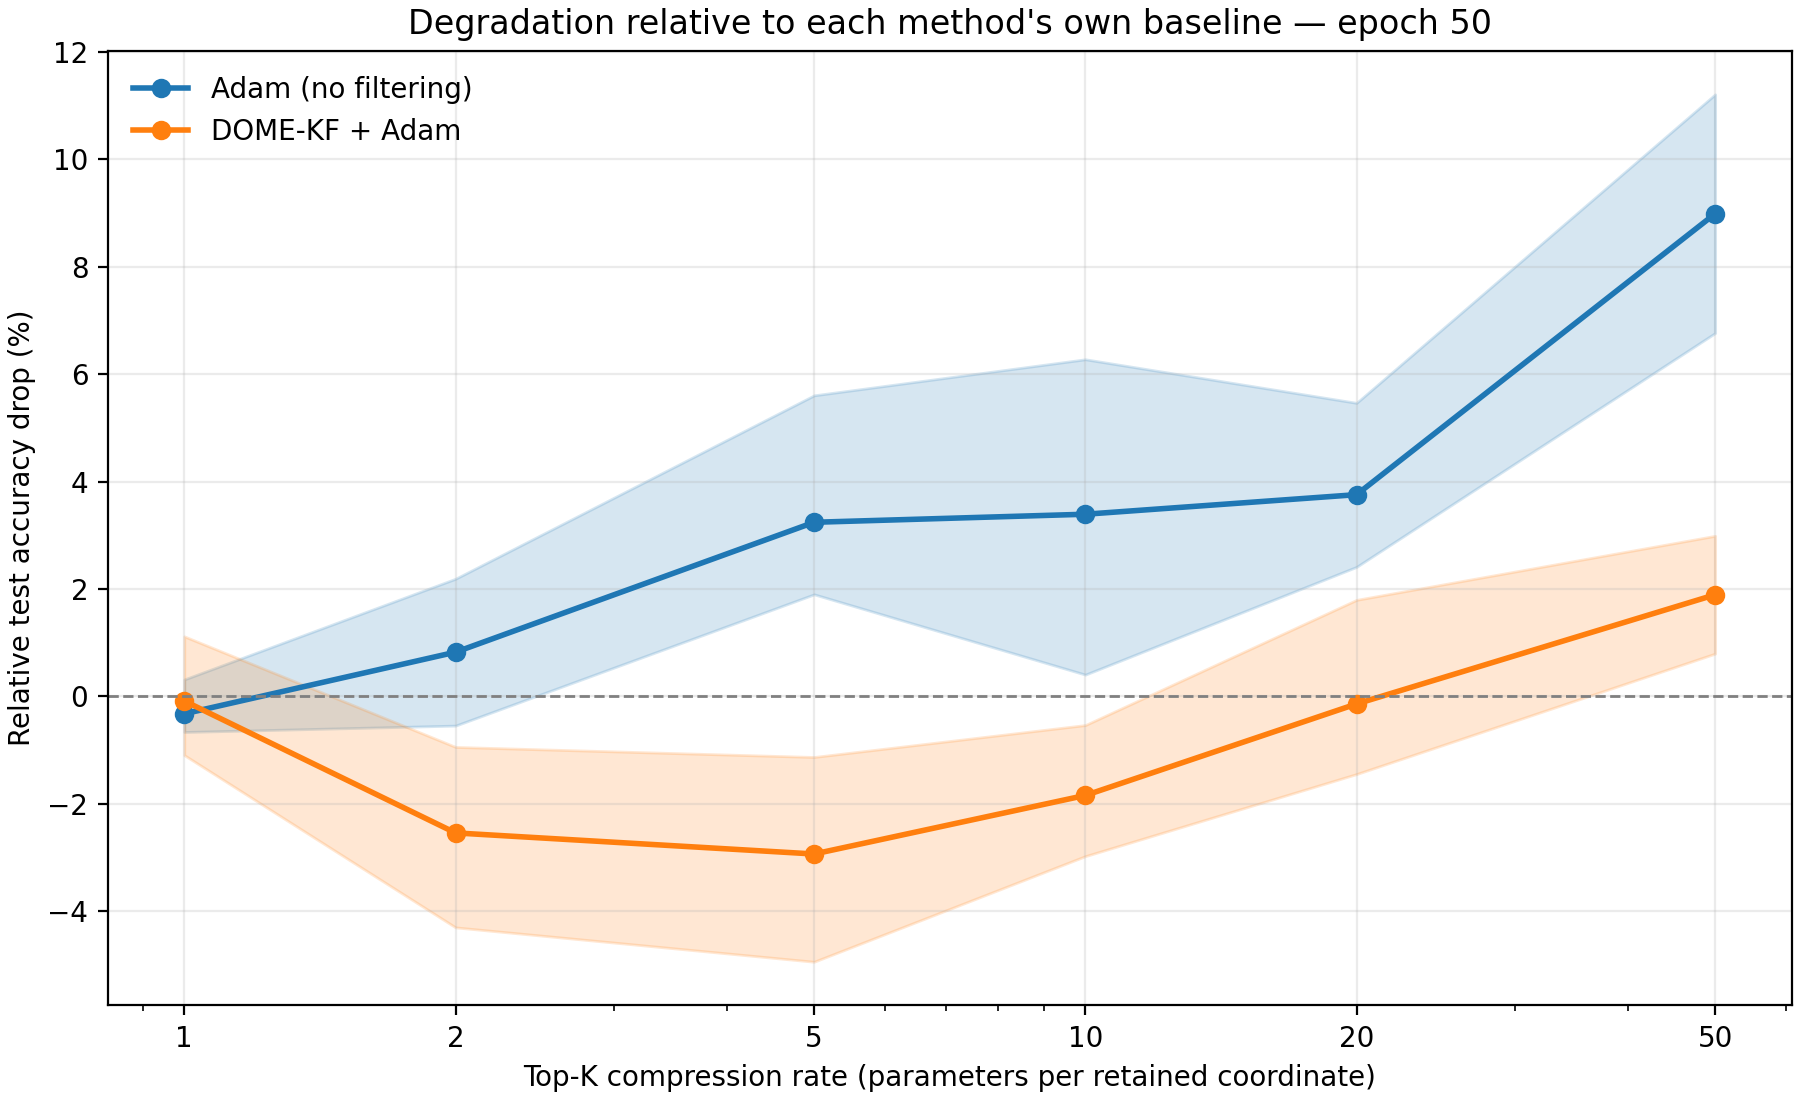 Degradation relative to each method's own baseline — epoch 50
Adam (no filtering)
DOME-KF + Adam
Relative test accuracy drop (%)
12
10
8
6
4
2
0
−2
−4
1 2 5 10 20 50
Top-K compression rate (parameters per retained coordinate)